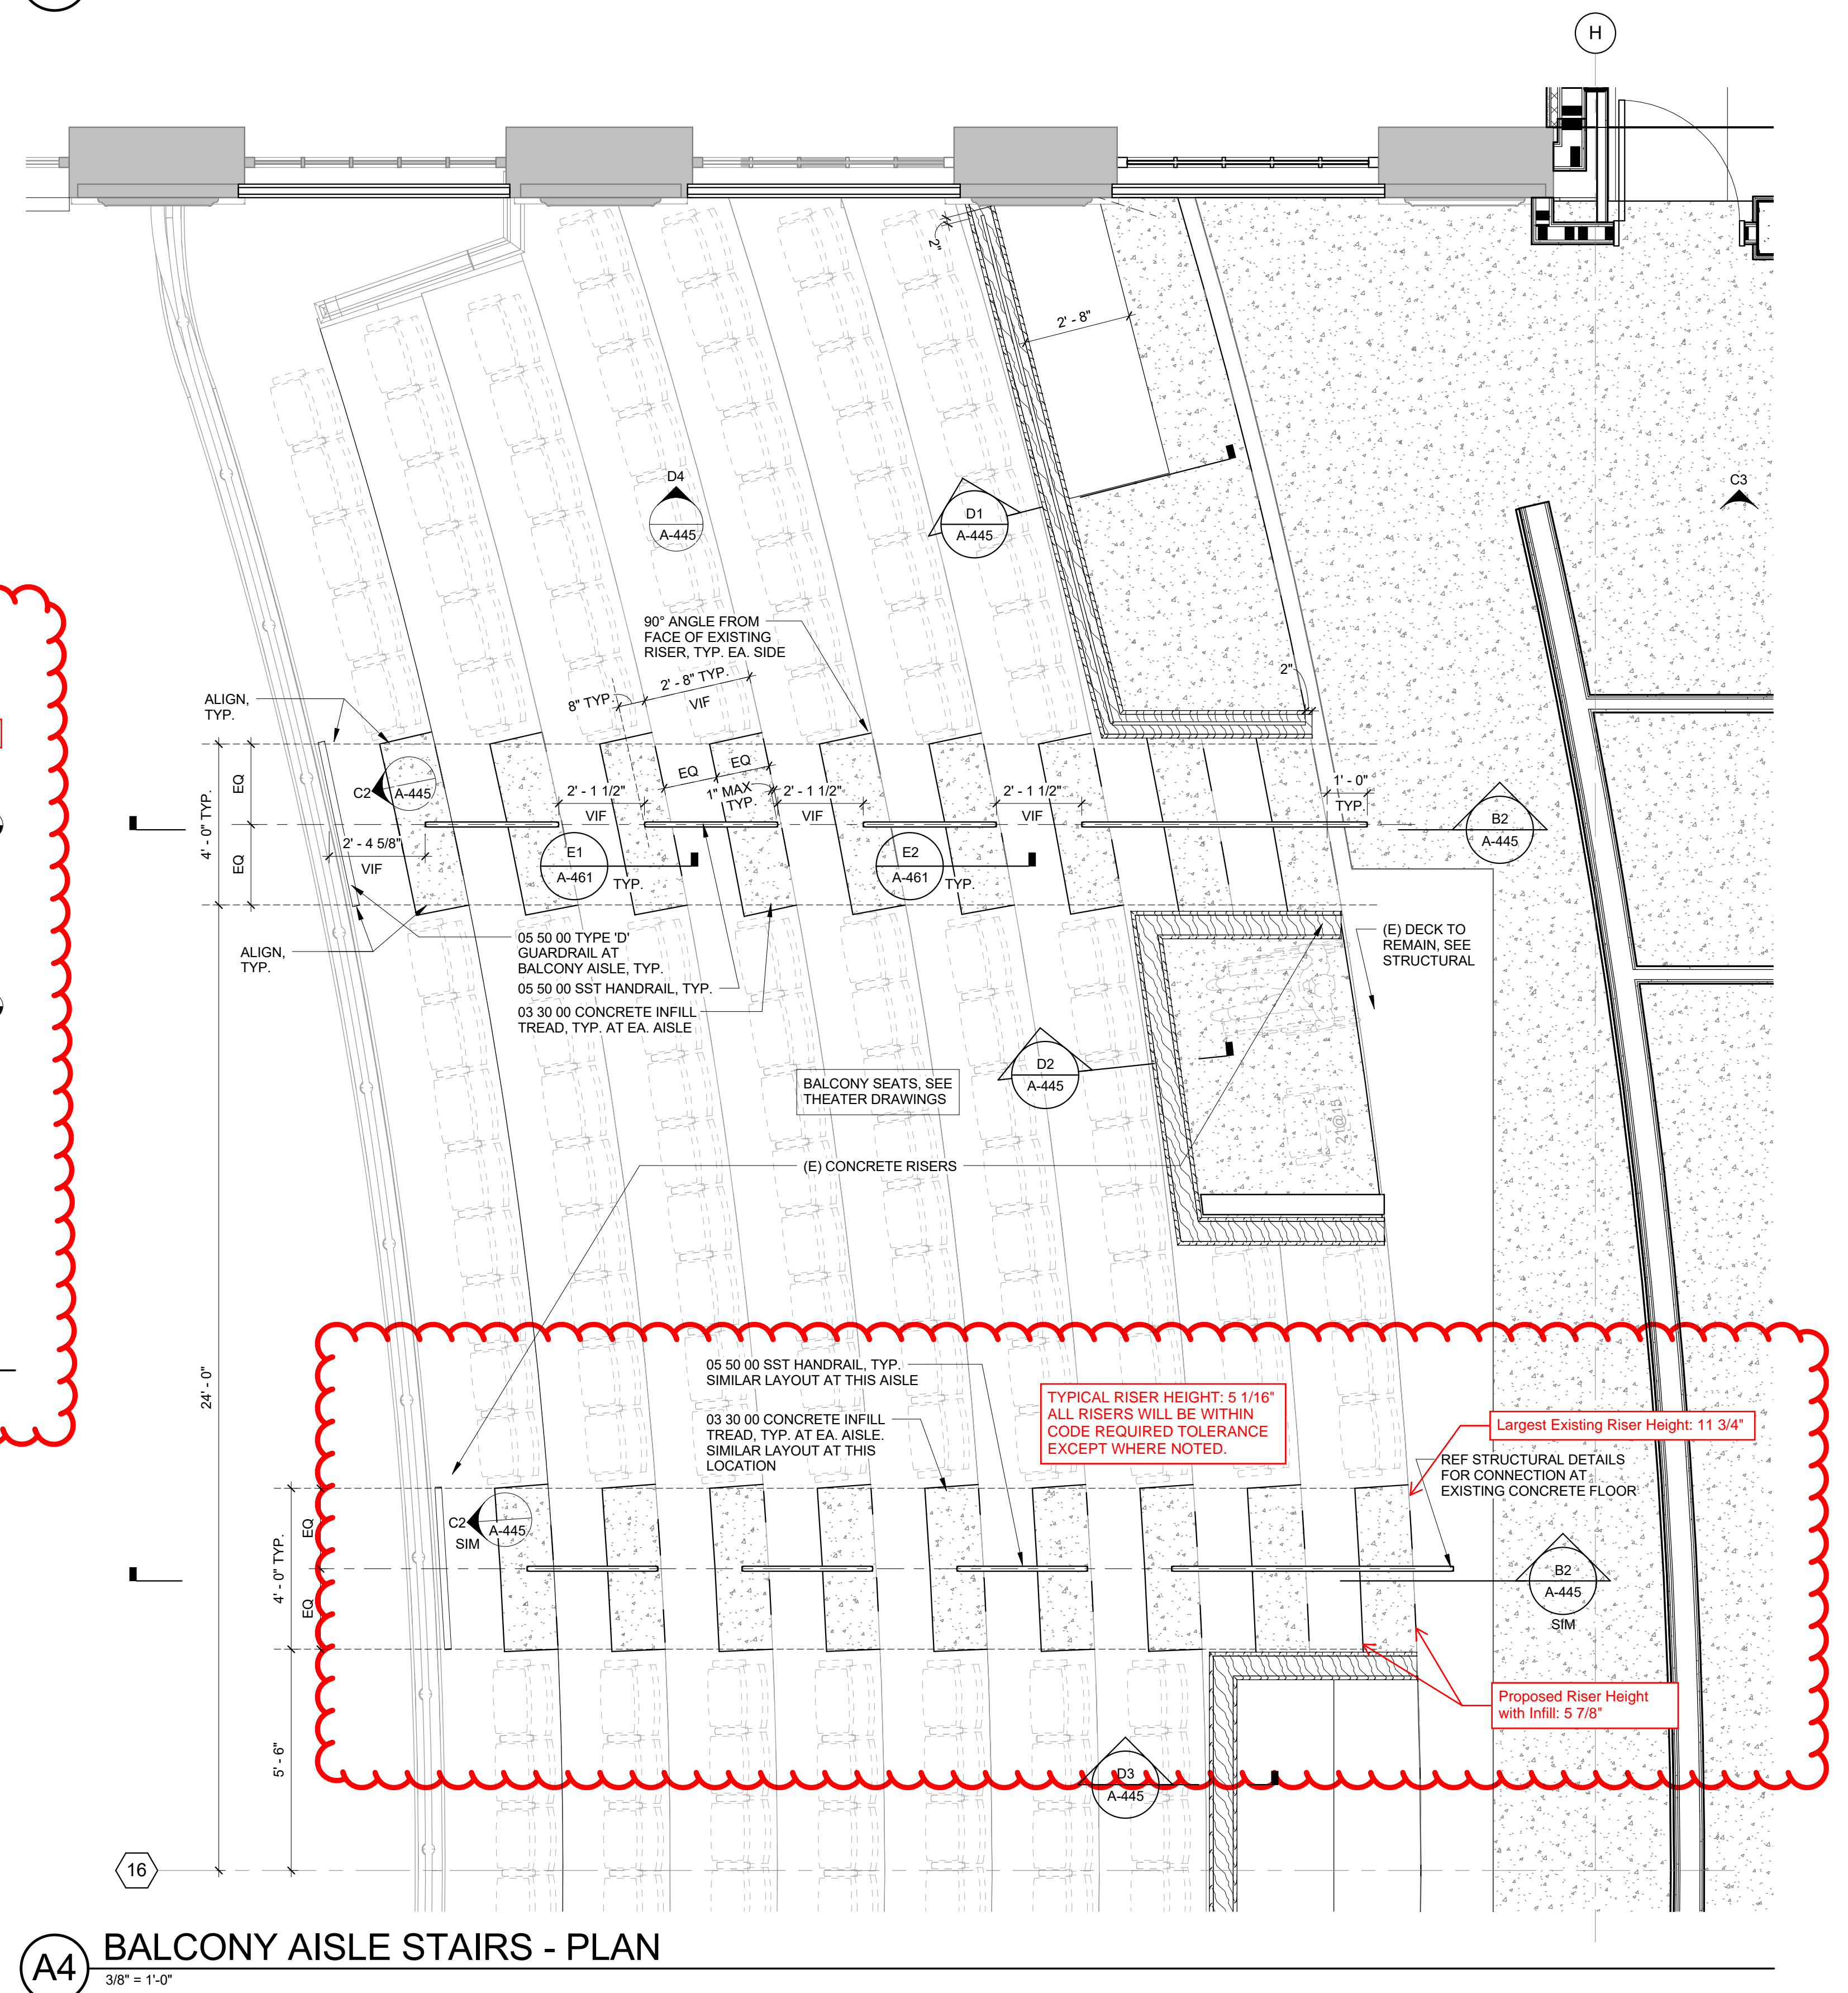 H
2"
2' - 8"
D4
A-445
D1
A-445
C3
90° ANGLE FROM
FACE OF EXISTING
RISER, TYP. EA. SIDE
8" TYP.
2' - 8" TYP.
VIF
2"
ALIGN,
TYP.
4' - 0" TYP.
EQ
EQ
C2
A-445
2' - 4 5/8"
VIF
2' - 1 1/2"
VIF
EQ
EQ
1" MAX
TYP.
2' - 1 1/2"
VIF
2' - 1 1/2"
VIF
1' - 0"
TYP.
B2
A-445
E1
A-461
TYP.
E2
A-461
TYP.
ALIGN,
TYP.
05 50 00 TYPE 'D'
GUARDRAIL AT
BALCONY AISLE, TYP.
05 50 00 SST HANDRAIL, TYP.
03 30 00 CONCRETE INFILL
TREAD, TYP. AT EA. AISLE
(E) DECK TO
REMAIN, SEE
STRUCTURAL
D2
A-445
BALCONY SEATS, SEE
THEATER DRAWINGS
21@15
(E) CONCRETE RISERS
24' - 0"
05 50 00 SST HANDRAIL, TYP.
SIMILAR LAYOUT AT THIS AISLE
03 30 00 CONCRETE INFILL
TREAD, TYP. AT EA. AISLE.
SIMILAR LAYOUT AT THIS
LOCATION
TYPICAL RISER HEIGHT: 5 1/16"
ALL RISERS WILL BE WITHIN
CODE REQUIRED TOLERANCE
EXCEPT WHERE NOTED.
Largest Existing Riser Height: 11 3/4"
REF STRUCTURAL DETAILS
FOR CONNECTION AT
EXISTING CONCRETE FLOOR
4' - 0" TYP.
EQ
EQ
C2
A-445
SIM
B2
A-445
SIM
Proposed Riser Height
with Infill: 5 7/8"
5' - 6"
D3
A-445
16
A4
BALCONY AISLE STAIRS - PLAN
3/8" = 1'-0"